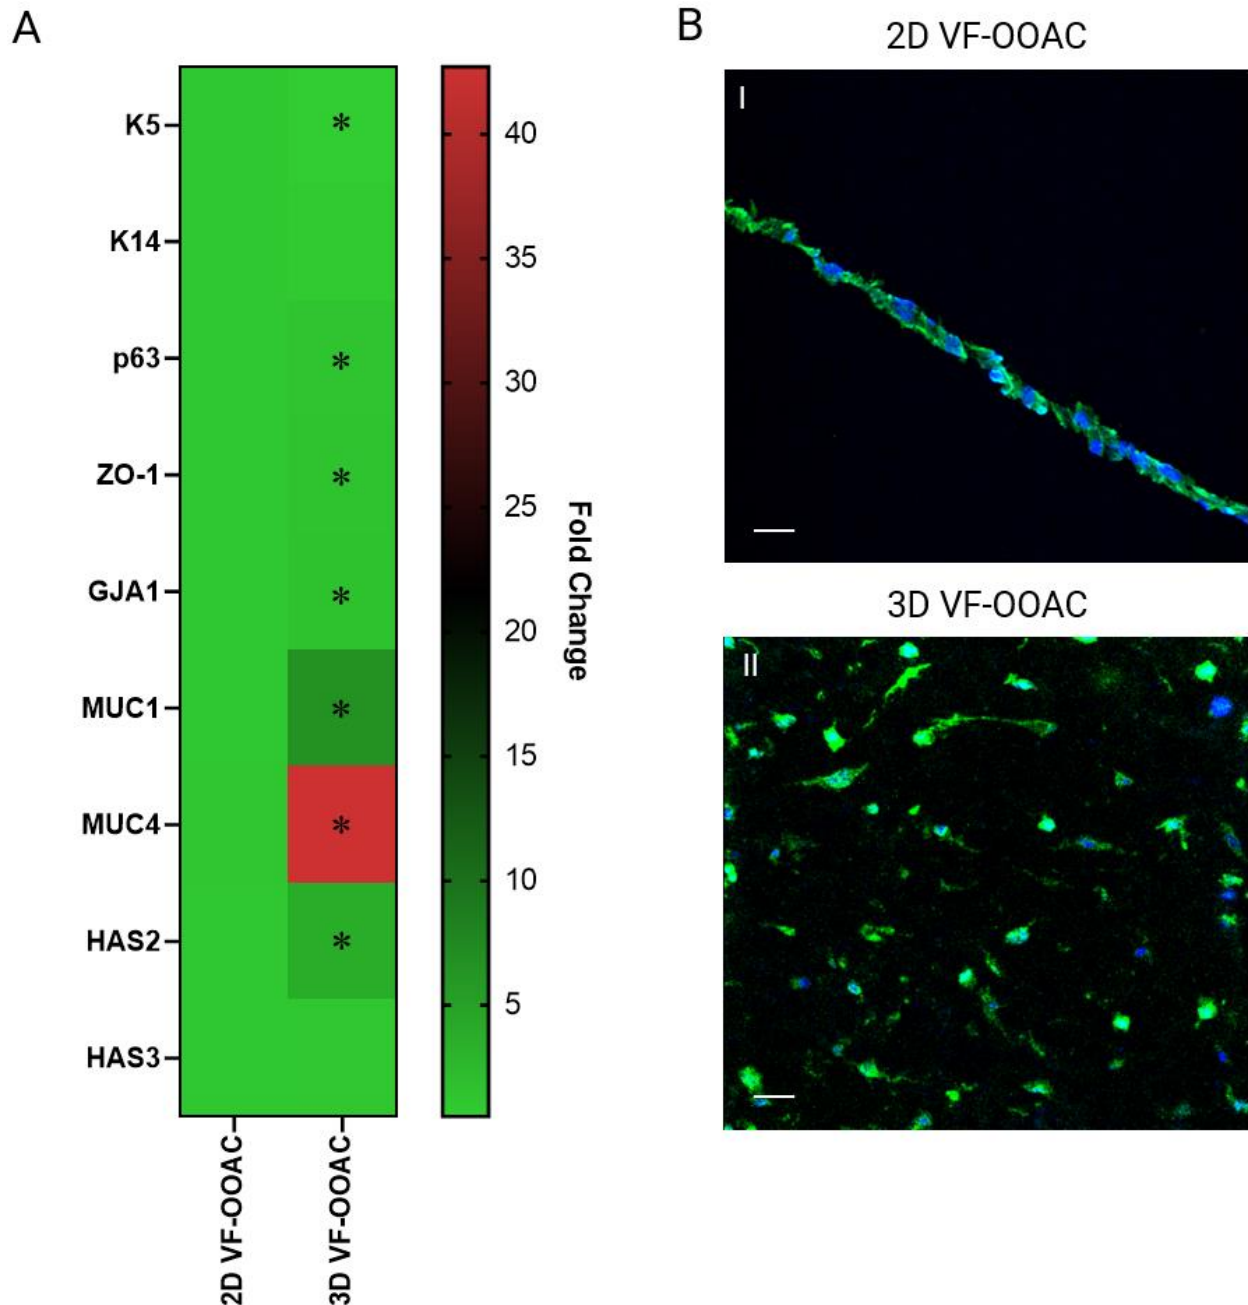 A
K5
*
K14
p63
*
ZO-1
*
GJA1
*
MUC1
*
MUC4
*
HAS2
*
HAS3
2D VF-OOAC
3D VF-OOAC
40
35
30
25
20
15
10
5
Fold Change
B
2D VF-OOAC
I
3D VF-OOAC
II